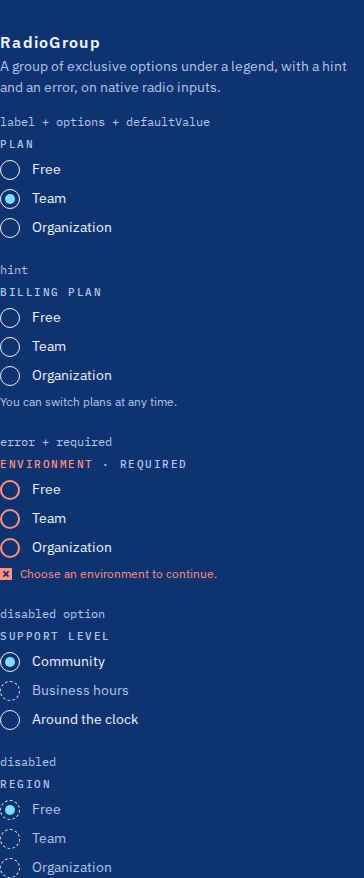 RadioGroup
A group of exclusive options under a legend, with a hint
and an error, on native radio inputs.
label + options + defaultValue
PLAN
Free
Team
Organization
hint
BILLING PLAN
Free
Team
Organization
You can switch plans at any time.
error + required
ENVIRONMENT · REQUIRED
Free
Team
Organization
Choose an environment to continue.
disabled option
SUPPORT LEVEL
Community
Business hours
Around the clock
disabled
REGION
Free
Team
Organization